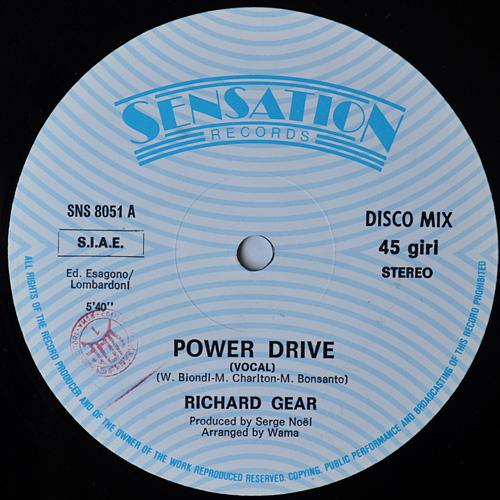 SENSATION
RECORDS
SNS 8051 A
S.I.A.E.
Ed. Esagono/
Lombardoni
5'40"
DISCO MIX
45 giri
STEREO
POWER DRIVE
(VOCAL)
(W. Biondi-M. Charlton-M. Bonsanto)
RICHARD GEAR
Produced by Serge Noël
Arranged by Wama
ALL RIGHTS OF THE RECORD PRODUCER AND OF THE OWNER OF THE WORK REPRODUCED RESERVED. COPYING, PUBLIC PERFORMANCE AND BROADCASTING OF THIS RECORD PROHIBITED